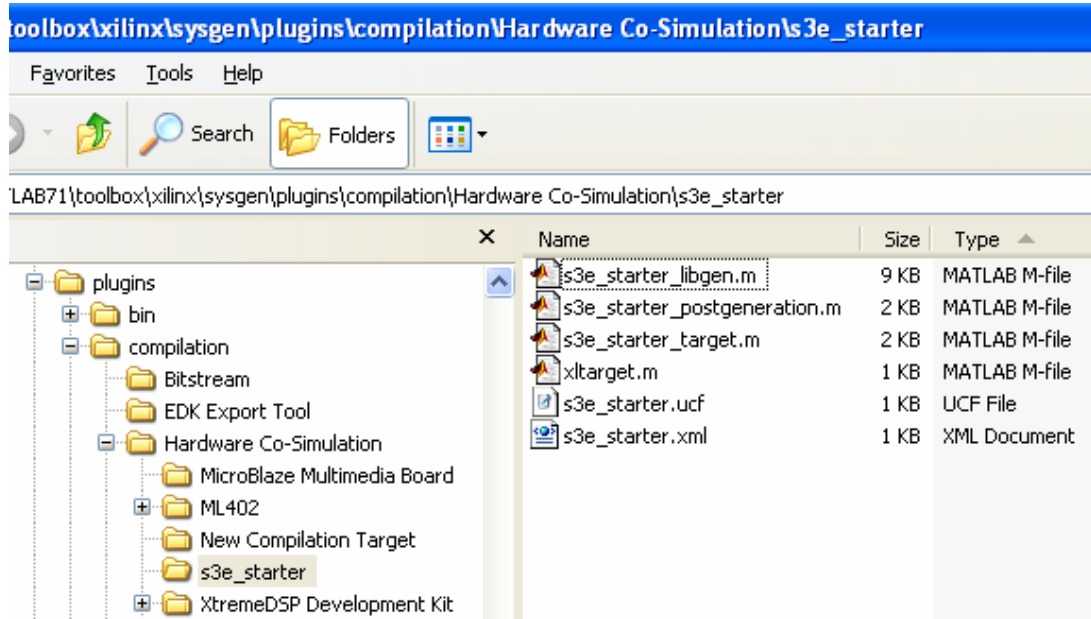 toolbox\xilinx\sysgen\plugins\compilation\Hardware Co-Simulation\s3e_starter
Favorites Tools Help
Search Folders
LAB71\toolbox\xilinx\sysgen\plugins\compilation\Hardware Co-Simulation\s3e_starter
Name Size Type
plugins
bin
compilation
Bitstream
EDK Export Tool
Hardware Co-Simulation
MicroBlaze Multimedia Board
ML402
New Compilation Target
s3e_starter
XtremeDSP Development Kit
s3e_starter_libgen.m 9 KB MATLAB M-file
s3e_starter_postgeneration.m 2 KB MATLAB M-file
s3e_starter_target.m 2 KB MATLAB M-file
xltarget.m 1 KB MATLAB M-file
s3e_starter.ucf 1 KB UCF File
s3e_starter.xml 1 KB XML Document